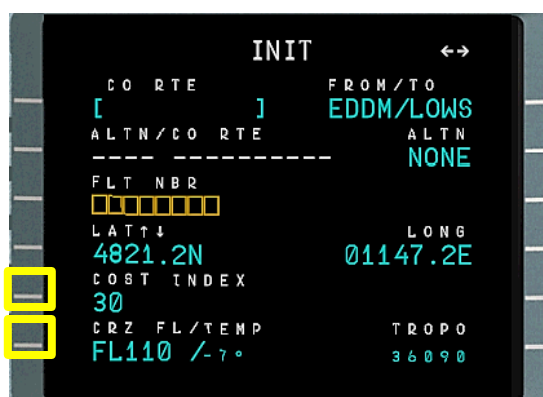 INIT ←→
CO RTE FROM/TO
[ ] EDDM/LOWS
ALTN/CO RTE ALTN
---- ---------- NONE
FLT NBR
LAT↑↓ LONG
4821.2N 01147.2E
COST INDEX
30
CRZ FL/TEMP TROPO
FL110 /-7° 36090